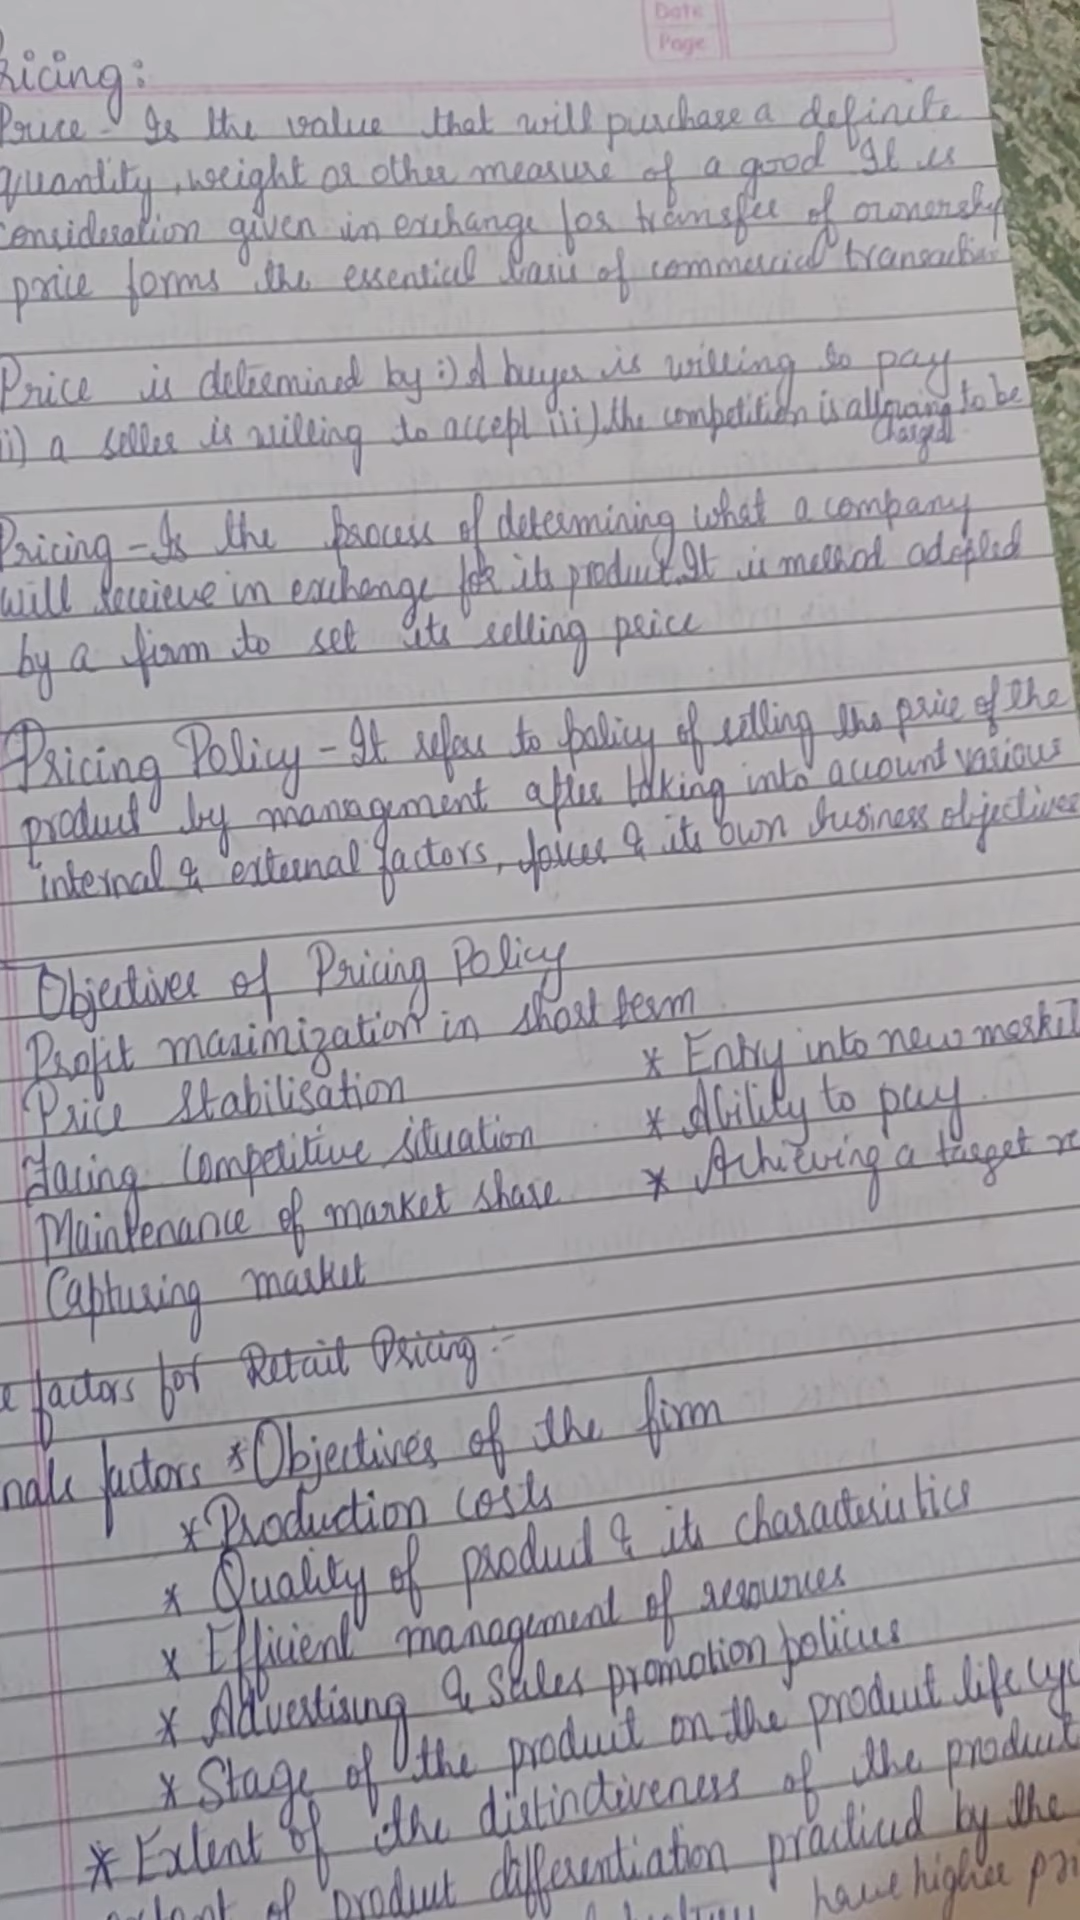 Date
Page
ricing:
Price - Is the value that will purchase a definite
quantity, weight or other measure of a good It is
consideration given in exchange for transfer of ownership
price forms the essential basis of commercial transaction
Price is determined by i) A buyer is willing to pay
ii) a seller is willing to accept iii) the competition is allowing to be
charged
Pricing - Is the process of determining what a company
will receieve in exchange for its product. It is method adopted
by a firm to set its selling price
Pricing Policy - It refers to policy of setting the price of the
product by management after taking into account various
internal & external factors, forces & its own business objectives
Objectives of Pricing Policy
Profit maximization in short term
* Entry into new market
Price stabilisation
* Ability to pay
Facing competitive situation
* Achieving a target re
Maintenance of market share
Capturing market
e factors for Retail Pricing :-
nale factors * Objectives of the firm
* Production costs
* Quality of product & its characteristics
* Efficient management of resources
* Advertising & Sales promotion policies
* Stage of the product on the product life cyc
* Extent of the distinctiveness of the product
of product differentiation practiced by the
have higher pri